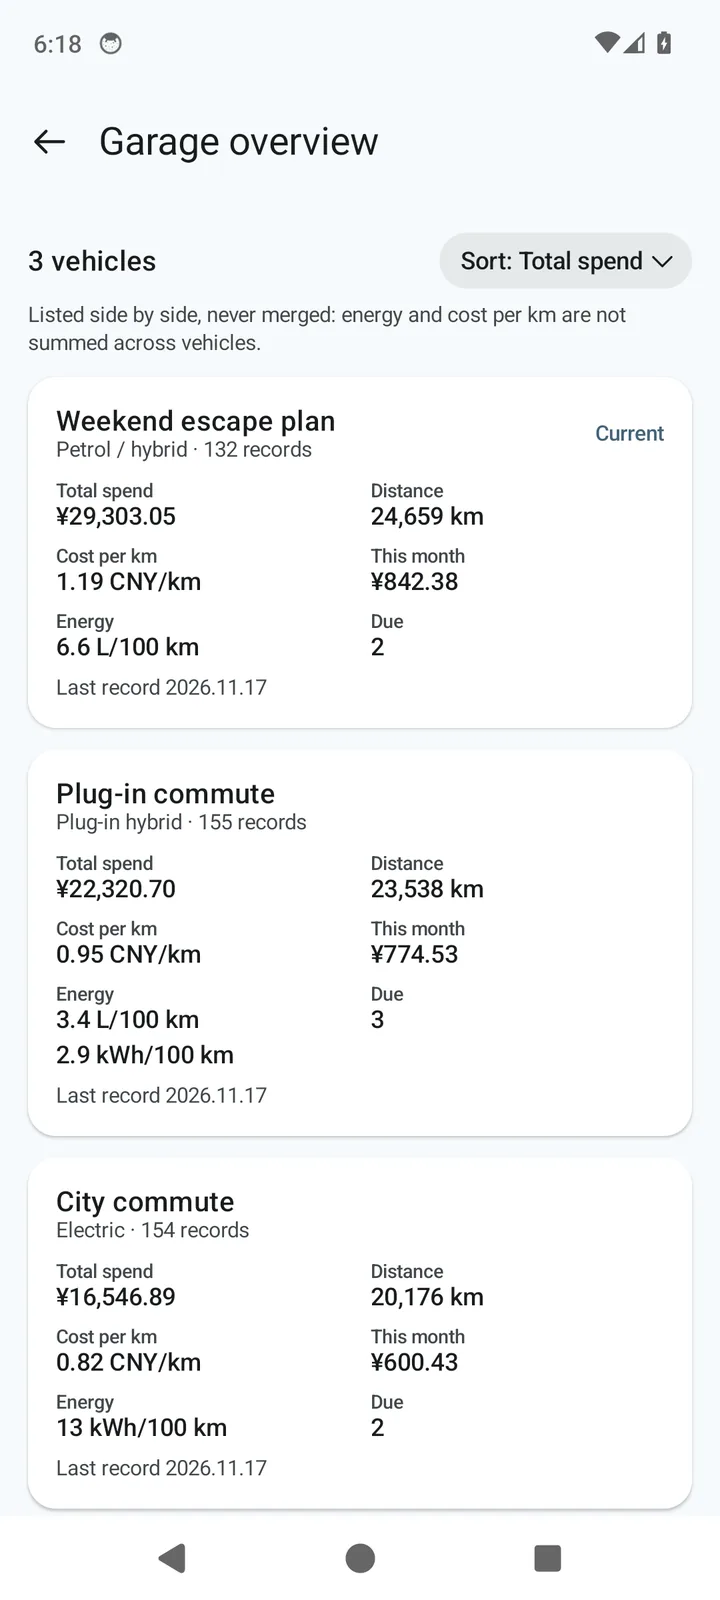 6:18
Garage overview
3 vehicles
Sort: Total spend
Listed side by side, never merged: energy and cost per km are not
summed across vehicles.
Weekend escape plan
Petrol / hybrid · 132 records
Current
Total spend
¥29,303.05
Distance
24,659 km
Cost per km
1.19 CNY/km
This month
¥842.38
Energy
6.6 L/100 km
Due
2
Last record 2026.11.17
Plug-in commute
Plug-in hybrid · 155 records
Total spend
¥22,320.70
Distance
23,538 km
Cost per km
0.95 CNY/km
This month
¥774.53
Energy
3.4 L/100 km
2.9 kWh/100 km
Due
3
Last record 2026.11.17
City commute
Electric · 154 records
Total spend
¥16,546.89
Distance
20,176 km
Cost per km
0.82 CNY/km
This month
¥600.43
Energy
13 kWh/100 km
Due
2
Last record 2026.11.17